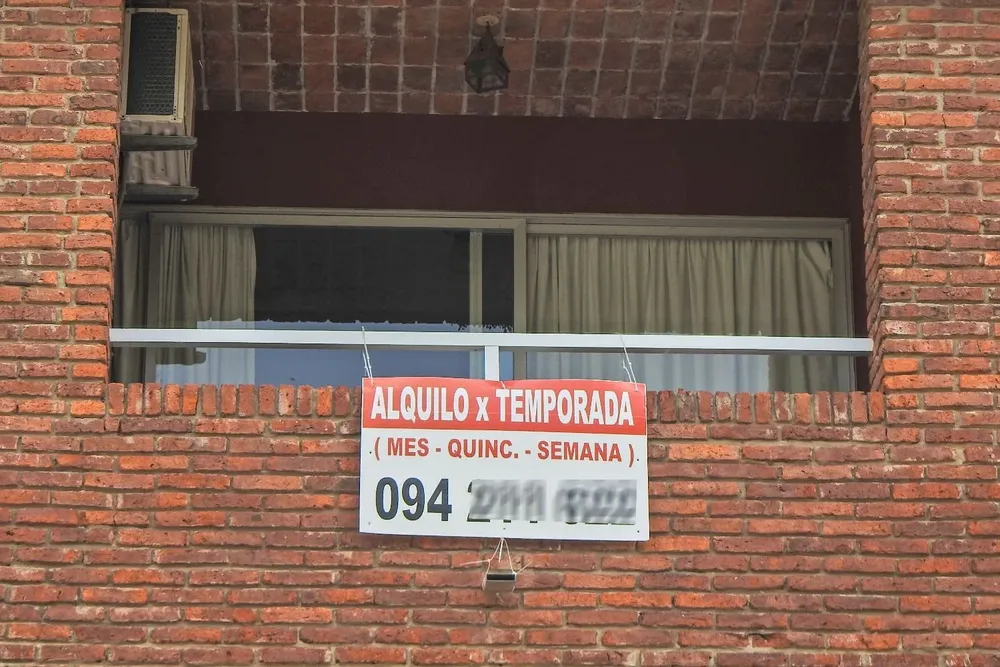 ALQUILO x TEMPORADA
( MES - QUINC. - SEMANA )
094